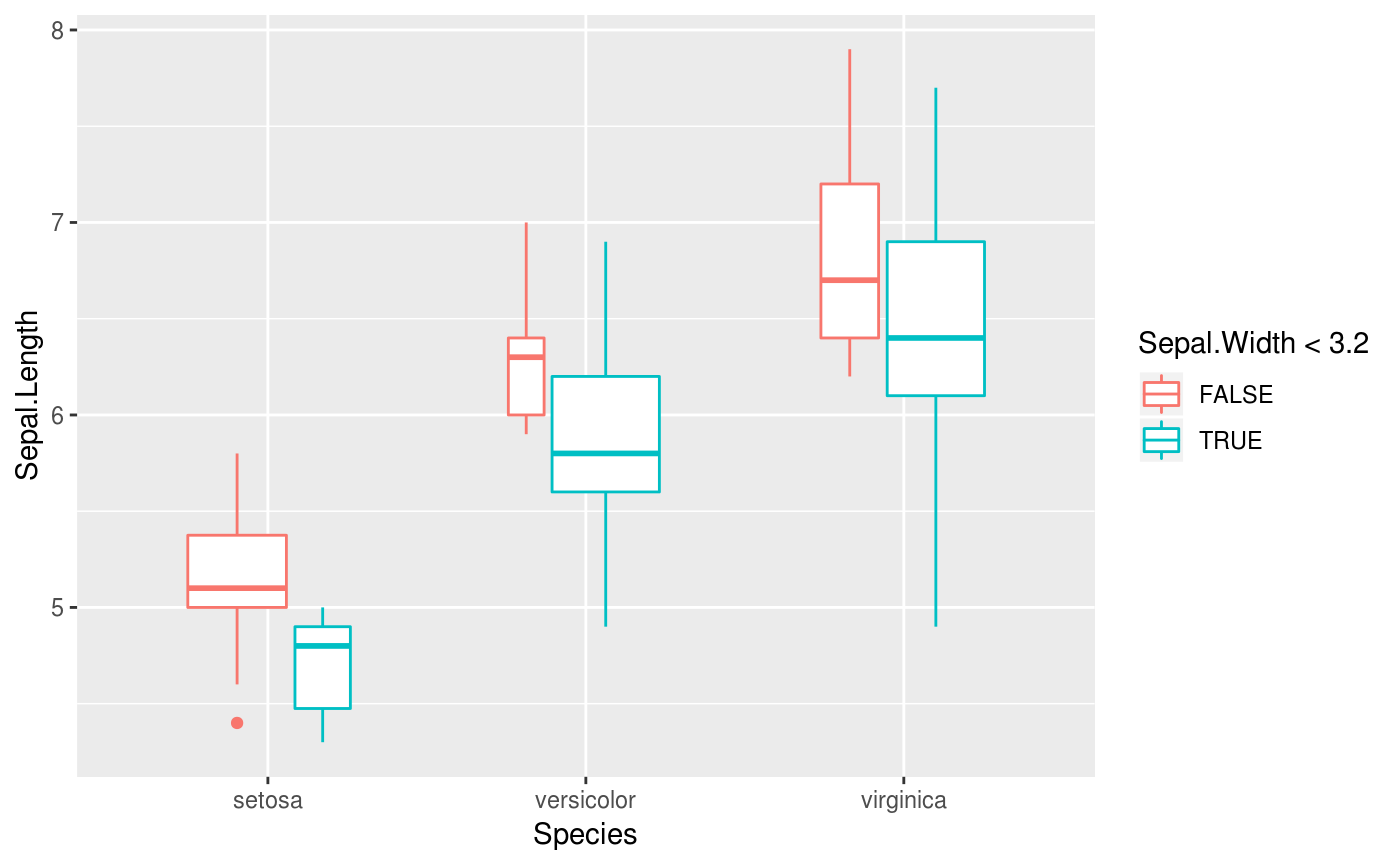 8
7
6
5
Sepal.Length
setosa
versicolor
virginica
Species
Sepal.Width < 3.2
FALSE
TRUE